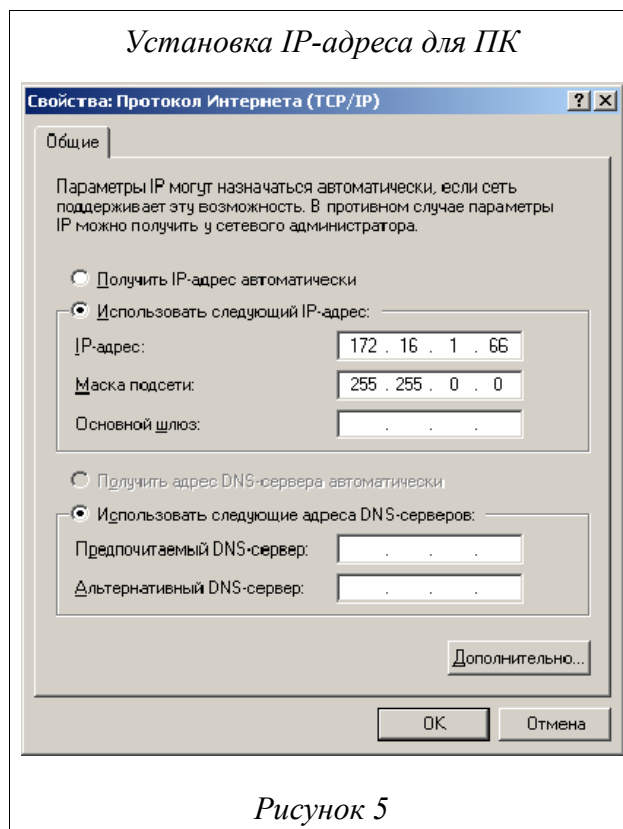 Установка IP-адреса для ПК
Свойства: Протокол Интернета (TCP/IP)
Общие
Параметры IP могут назначаться автоматически, если сеть
поддерживает эту возможность. В противном случае параметры
IP можно получить у сетевого администратора.
Получить IP-адрес автоматически
Использовать следующий IP-адрес:
IP-адрес: 172 . 16 . 1 . 66
Маска подсети: 255 . 255 . 0 . 0
Основной шлюз: . . .
Получить адрес DNS-сервера автоматически
Использовать следующие адреса DNS-серверов:
Предпочитаемый DNS-сервер: . . .
Альтернативный DNS-сервер: . . .
Дополнительно...
OK Отмена
Рисунок 5